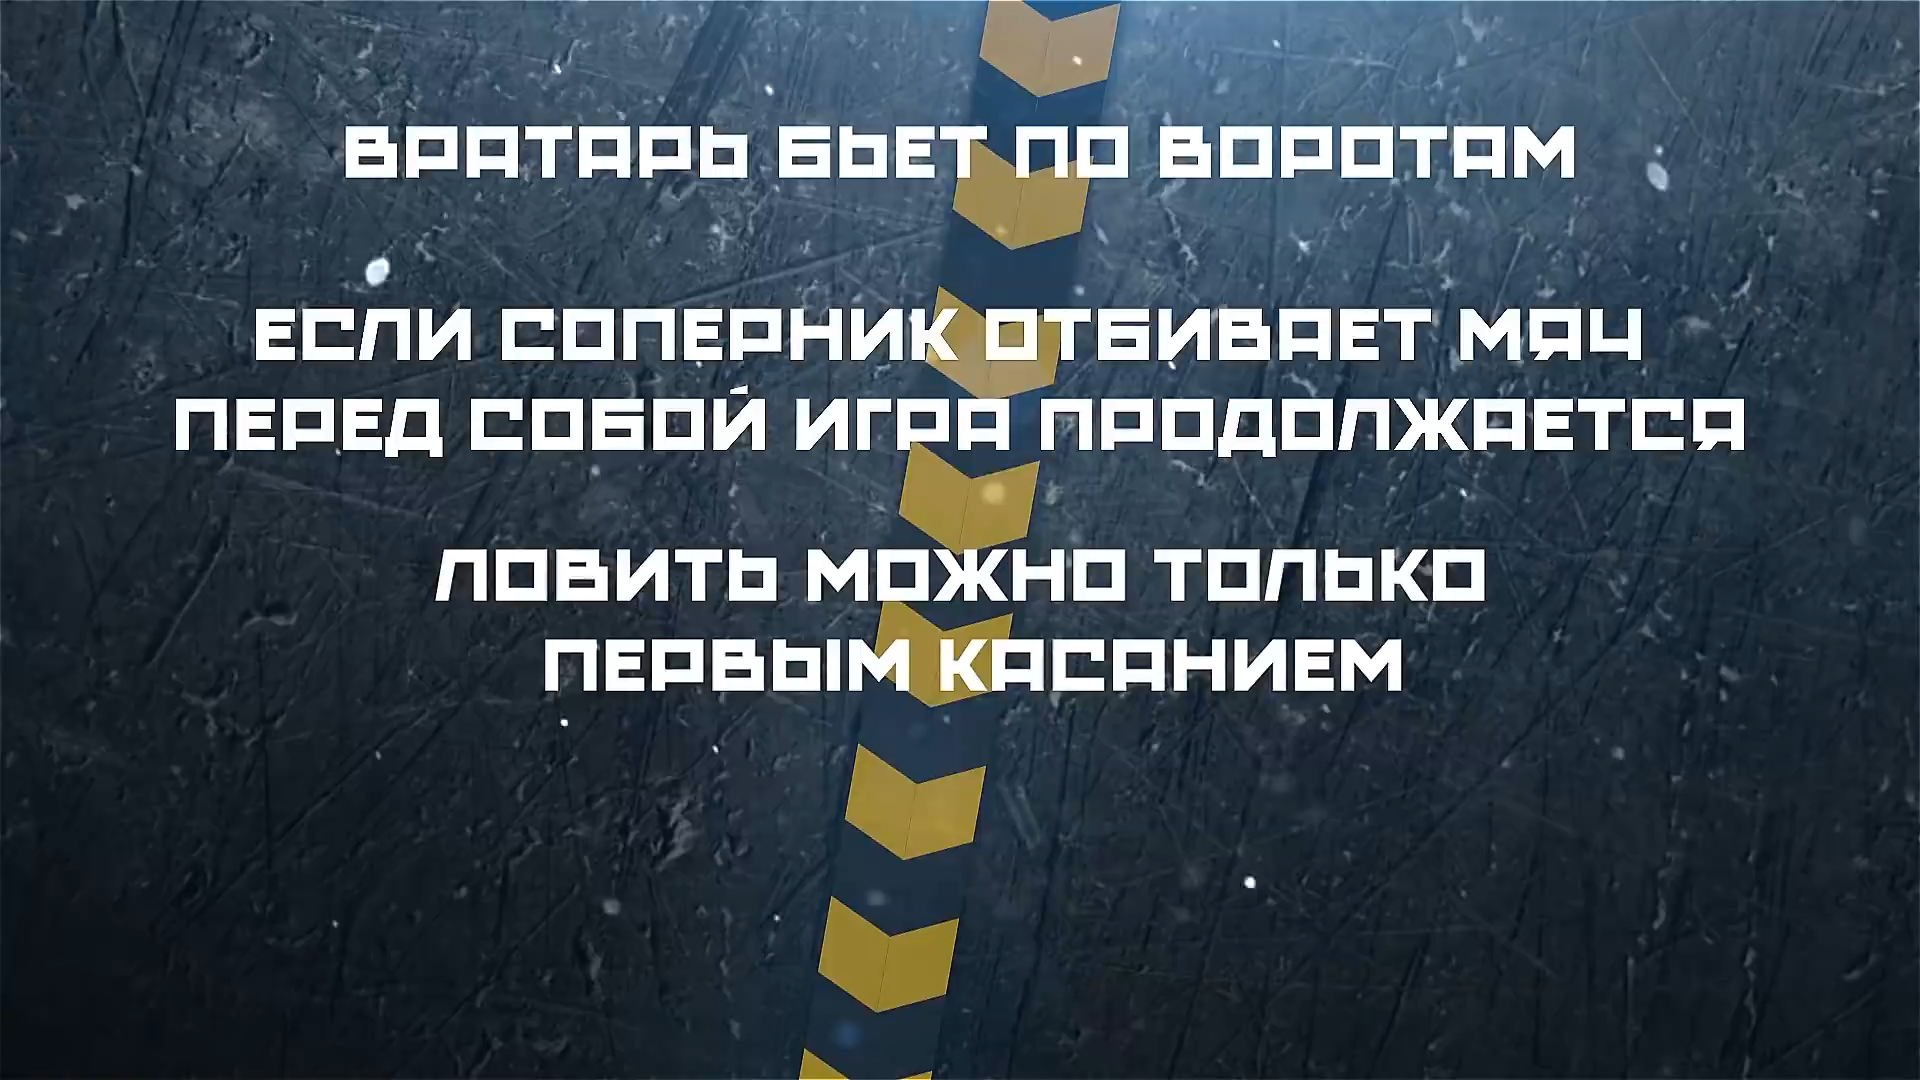 ВРАТАРЬ БЬЕТ ПО ВОРОТАМ
ЕСЛИ СОПЕРНИК ОТБИВАЕТ МЯЧ
ПЕРЕД СОБОЙ ИГРА ПРОДОЛЖАЕТСЯ
ЛОВИТЬ МОЖНО ТОЛЬКО
ПЕРВЫМ КАСАНИЕМ